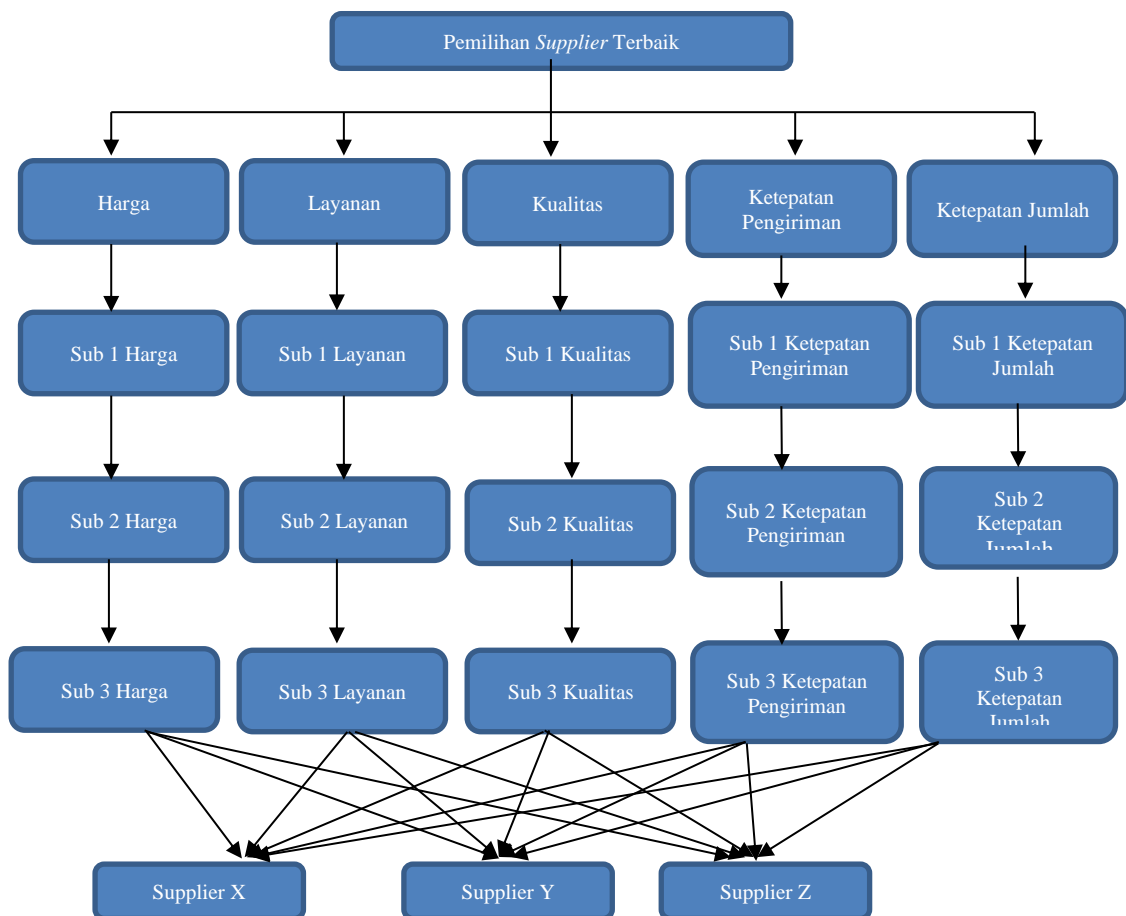 Pemilihan Supplier Terbaik
Harga
Layanan
Kualitas
Ketepatan
Pengiriman
Ketepatan Jumlah
Sub 1 Harga
Sub 1 Layanan
Sub 1 Kualitas
Sub 1 Ketepatan
Pengiriman
Sub 1 Ketepatan
Jumlah
Sub 2 Harga
Sub 2 Layanan
Sub 2 Kualitas
Sub 2 Ketepatan
Pengiriman
Sub 2
Ketepatan
Jumlah
Sub 3 Harga
Sub 3 Layanan
Sub 3 Kualitas
Sub 3 Ketepatan
Pengiriman
Sub 3
Ketepatan
Jumlah
Supplier X
Supplier Y
Supplier Z